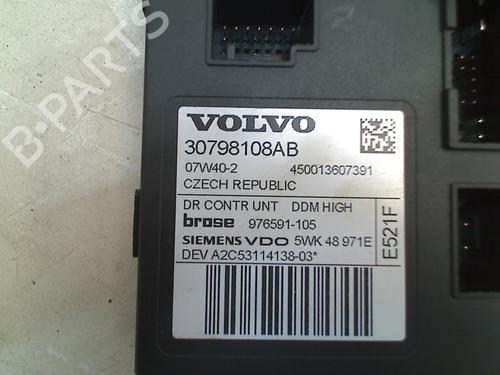 B-PARTS
VOLVO
30798108AB
07W40-2 450013607391
CZECH REPUBLIC
DR CONTR UNT DDM HIGH
brose 976591-105
SIEMENS VDO 5WK 48 971E
DEV A2C53114138-03*
E521F